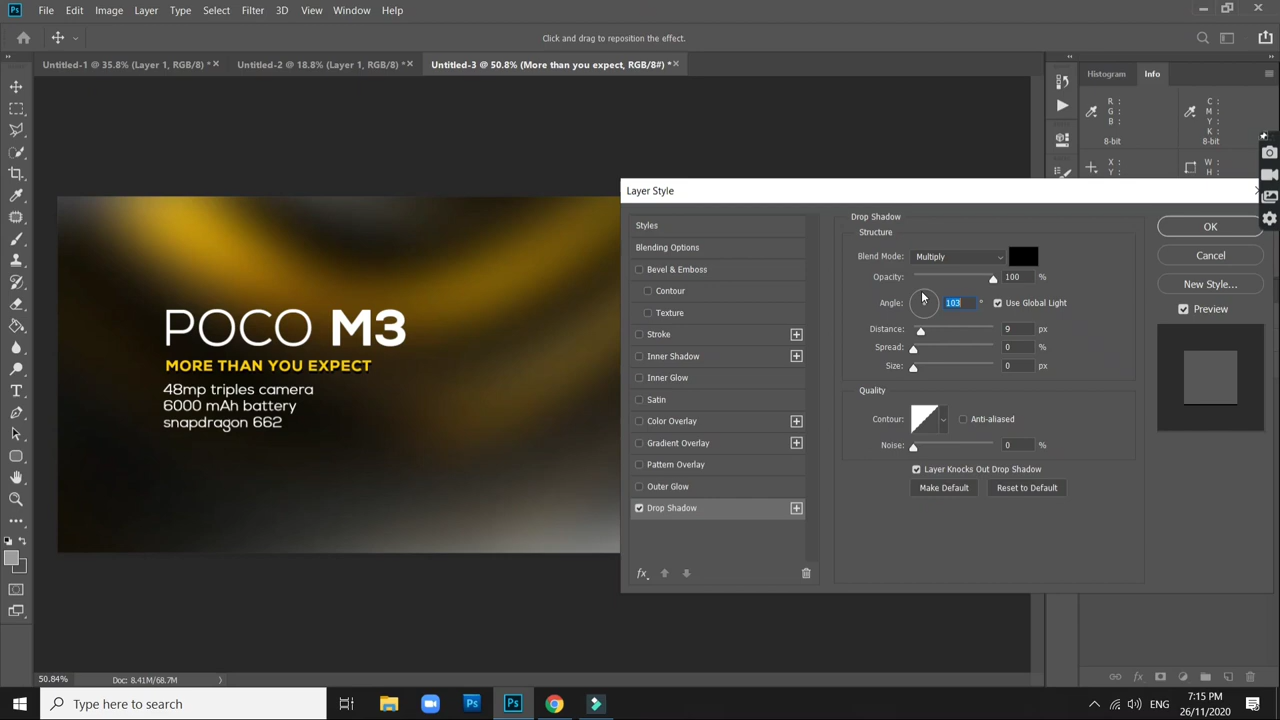 Ps File Edit Image Layer Type Select Filter 3D View Window Help
Click and drag to reposition the effect.
Untitled-1 @ 35.8% (Layer 1, RGB/8) * × Untitled-2 @ 18.8% (Layer 1, RGB/8) * × Untitled-3 @ 50.8% (More than you expect, RGB/8#) * ×
Histogram Info
R :
G :
B :
8-bit
C :
M :
Y :
K :
8-bit
X :
Y :
W :
H :
POCO M3
MORE THAN YOU EXPECT
48mp triples camera
6000 mAh battery
snapdragon 662
Layer Style
Styles
Blending Options
Bevel & Emboss
Contour
Texture
Stroke
Inner Shadow
Inner Glow
Satin
Color Overlay
Gradient Overlay
Pattern Overlay
Outer Glow
Drop Shadow
fx
Drop Shadow
Structure
Blend Mode: Multiply
Opacity: 100 %
Angle: 103 ° Use Global Light
Distance: 9 px
Spread: 0 %
Size: 0 px
Quality
Contour: Anti-aliased
Noise: 0 %
Layer Knocks Out Drop Shadow
Make Default Reset to Default
OK
Cancel
New Style...
Preview
50.84% Doc: 8.41M/68.7M
Type here to search
ENG
7:15 PM
26/11/2020